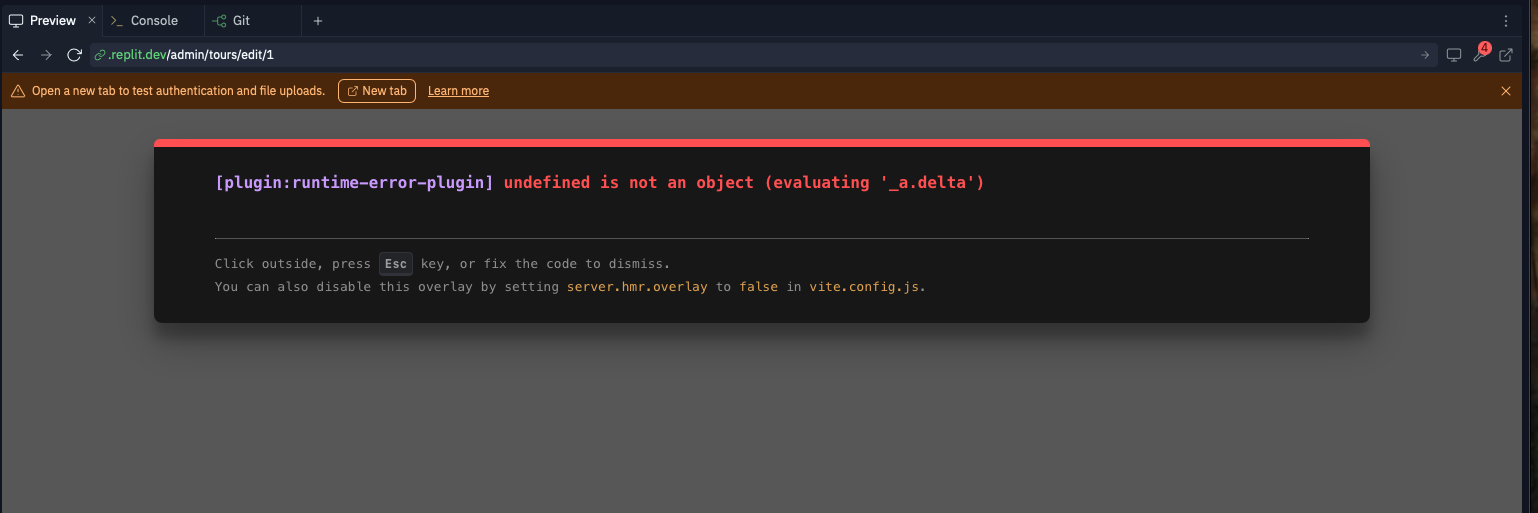 Preview × >_ Console Git +
.replit.dev/admin/tours/edit/1
4
Open a new tab to test authentication and file uploads. New tab Learn more
[plugin:runtime-error-plugin] undefined is not an object (evaluating '_a.delta')
Click outside, press Esc key, or fix the code to dismiss.
You can also disable this overlay by setting server.hmr.overlay to false in vite.config.js.